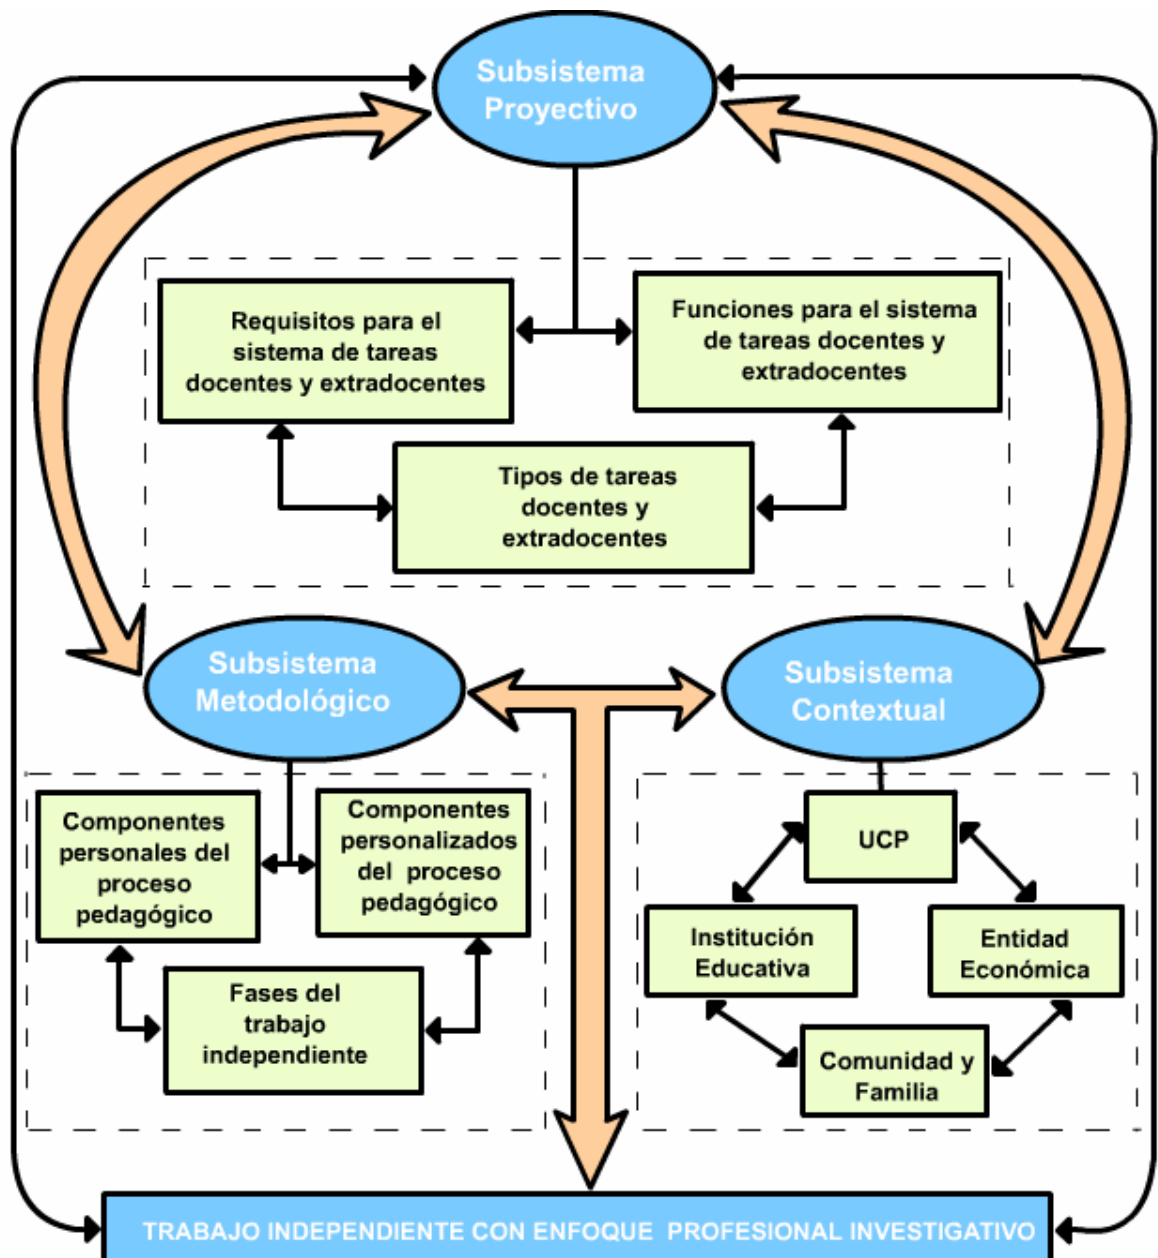 Subsistema
Proyectivo
Requisitos para el
sistema de tareas
docentes y extradocentes
Funciones para el sistema
de tareas docentes y
extradocentes
Tipos de tareas
docentes y
extradocentes
Subsistema
Metodológico
Subsistema
Contextual
Componentes
personales del
proceso
pedagógico
Componentes
personalizados
del proceso
pedagógico
Fases del
trabajo
independiente
UCP
Institución
Educativa
Entidad
Económica
Comunidad y
Familia
TRABAJO INDEPENDIENTE CON ENFOQUE PROFESIONAL INVESTIGATIVO